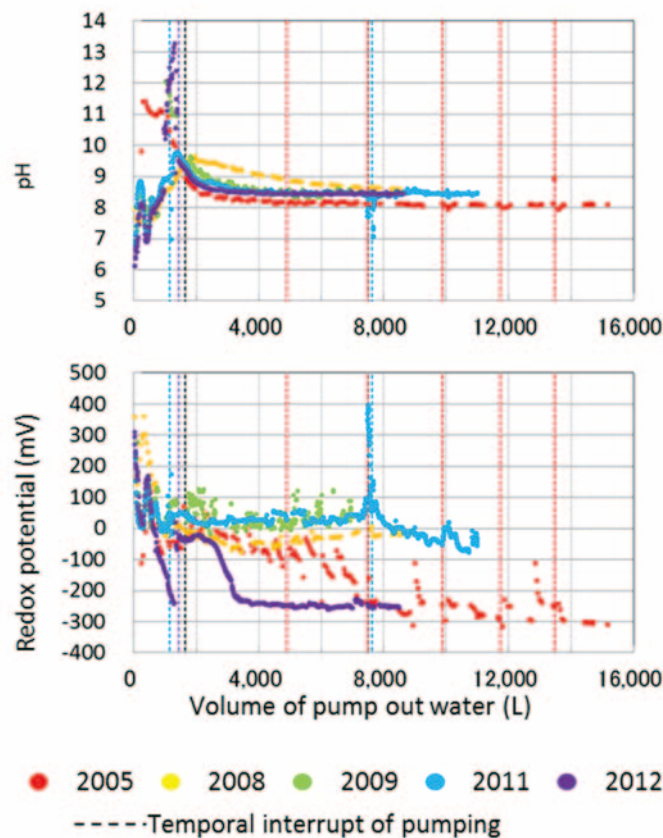 14
13
12
11
10
9
8
7
6
5
pH
0 4,000 8,000 12,000 16,000
500
400
300
200
100
0
-100
-200
-300
-400
Redox potential (mV)
0 4,000 8,000 12,000 16,000
Volume of pump out water (L)
2005 2008 2009 2011 2012
Temporal interrupt of pumping